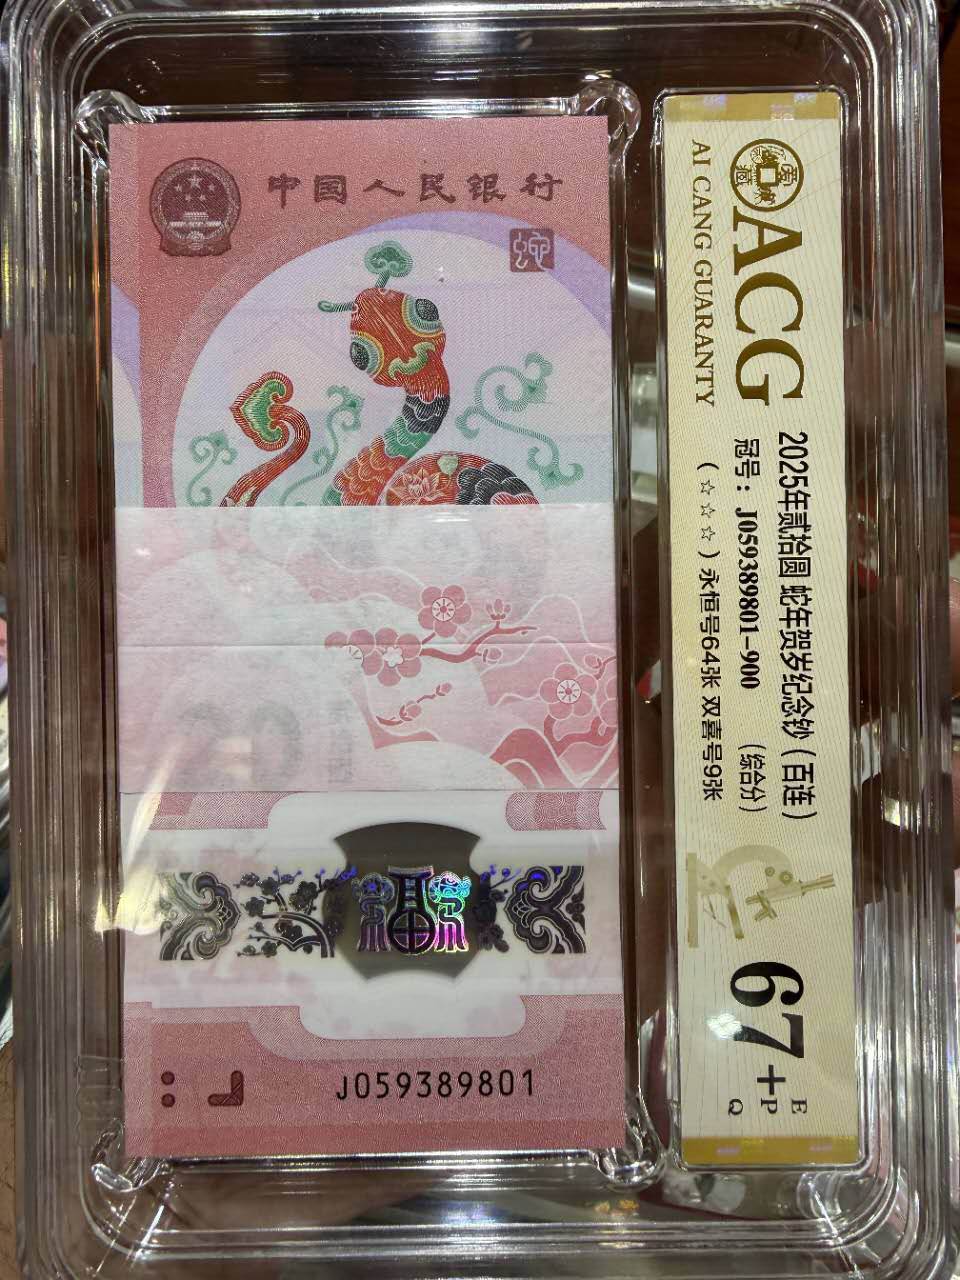 中国人民银行
蛇
20
福
J059389801
ACG
AI CANG GUARANTY
2025年贰拾圆 蛇年贺岁纪念钞（百连）
冠号：J059389801-900 （综合分）
（☆☆☆）永恒号64张 双喜号9张
67+
EPQ